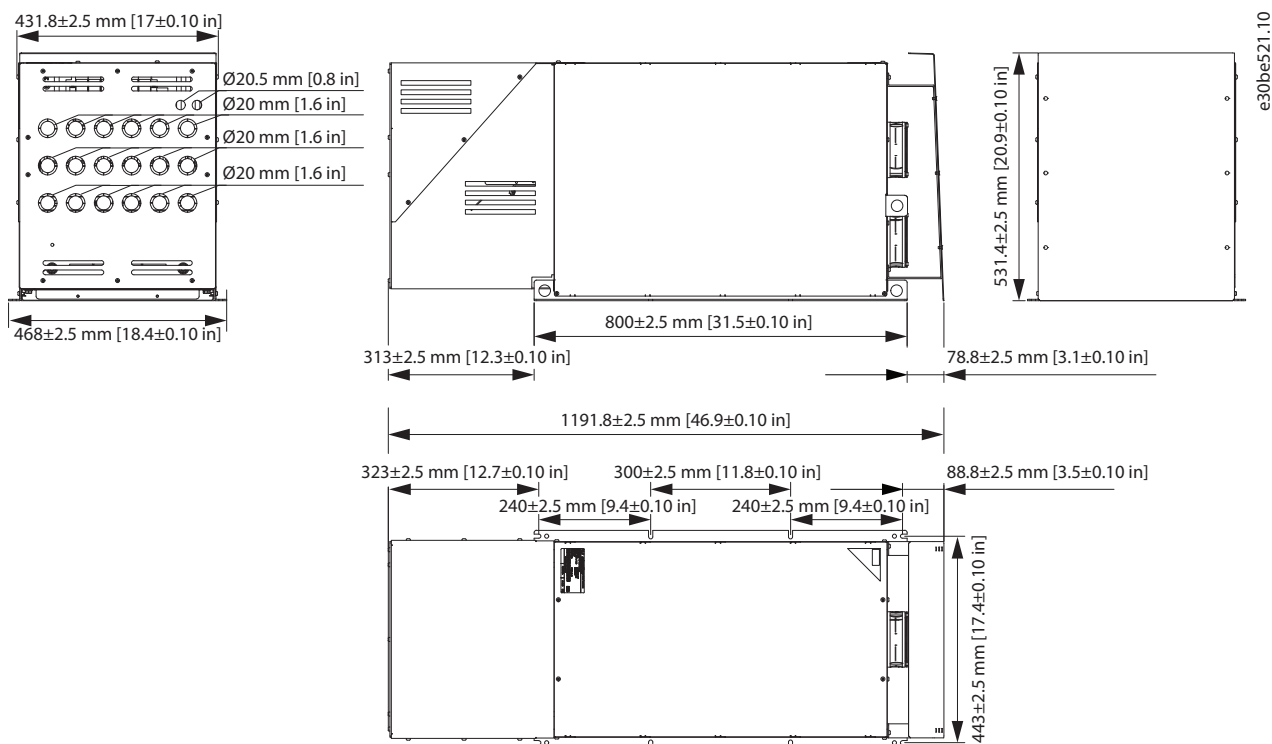 431.8±2.5 mm [17±0.10 in]
Ø20.5 mm [0.8 in]
Ø20 mm [1.6 in]
Ø20 mm [1.6 in]
Ø20 mm [1.6 in]
468±2.5 mm [18.4±0.10 in]
800±2.5 mm [31.5±0.10 in]
313±2.5 mm [12.3±0.10 in]
78.8±2.5 mm [3.1±0.10 in]
531.4±2.5 mm [20.9±0.10 in]
e30be521.10
1191.8±2.5 mm [46.9±0.10 in]
323±2.5 mm [12.7±0.10 in]
300±2.5 mm [11.8±0.10 in]
88.8±2.5 mm [3.5±0.10 in]
240±2.5 mm [9.4±0.10 in]
240±2.5 mm [9.4±0.10 in]
443±2.5 mm [17.4±0.10 in]